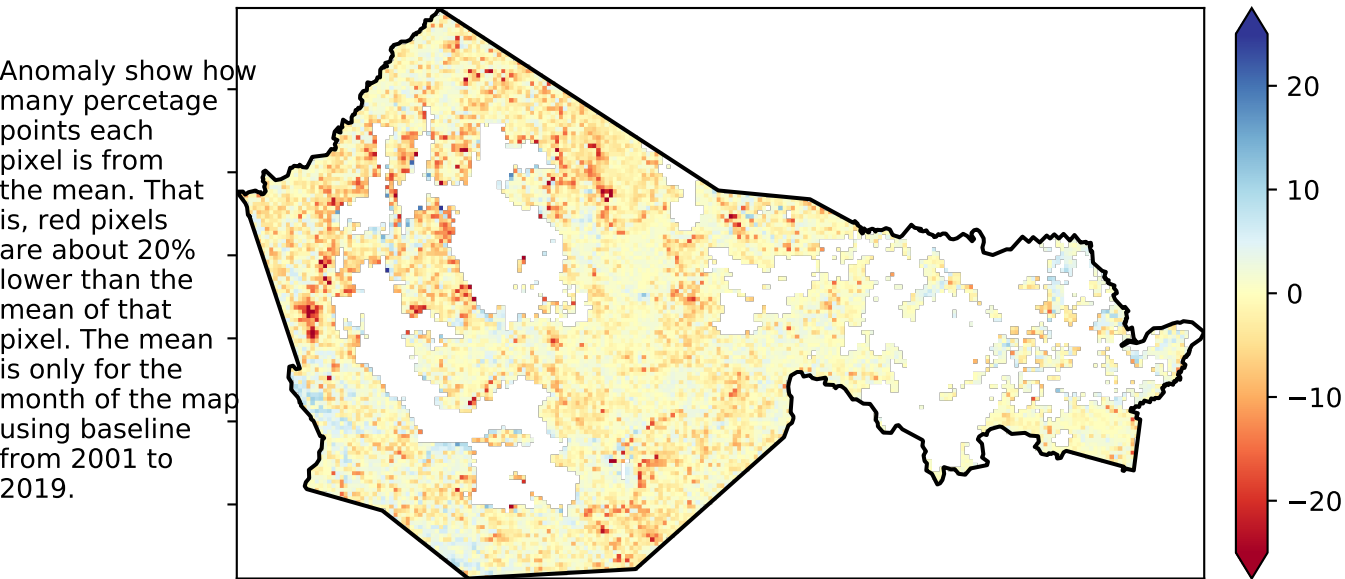 Anomaly show how
many percetage
points each
pixel is from
the mean. That
is, red pixels
are about 20%
lower than the
mean of that
pixel. The mean
is only for the
month of the map
using baseline
from 2001 to
2019.
20
10
0
−10
−20